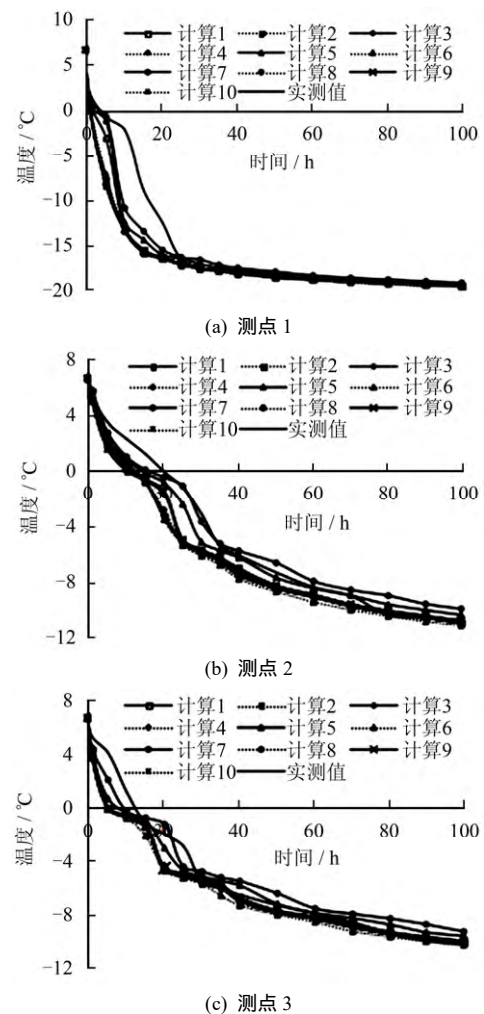 计算1 计算2 计算3
计算4 计算5 计算6
计算7 计算8 计算9
计算10 实测值
10
5
0
−5
−10
−15
−20
0 20 40 60 80 100
温度 / ℃
时间 / h
(a) 测点 1
计算1 计算2 计算3
计算4 计算5 计算6
计算7 计算8 计算9
计算10 实测值
8
4
0
−4
−8
−12
0 20 40 60 80 100
温度 / ℃
时间 / h
(b) 测点 2
计算1 计算2 计算3
计算4 计算5 计算6
计算7 计算8 计算9
计算10 实测值
8
4
0
−4
−8
−12
0 20 40 60 80 100
温度 / ℃
时间 / h
(c) 测点 3